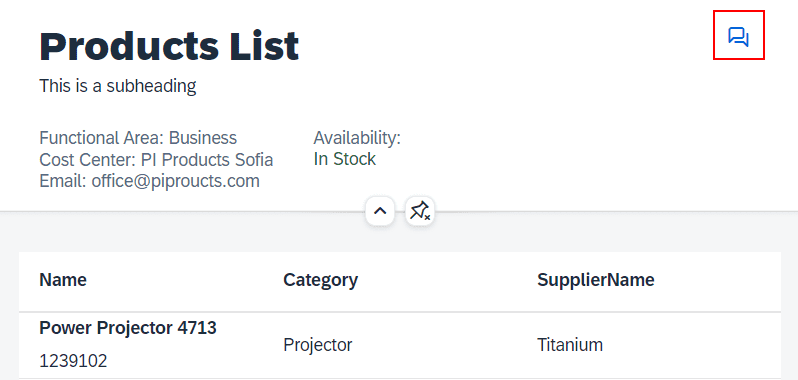 Products List
This is a subheading
Functional Area: Business
Availability:
Cost Center: PI Products Sofia
In Stock
Email: office@piproucts.com
Name Category SupplierName
Power Projector 4713
1239102
Projector
Titanium